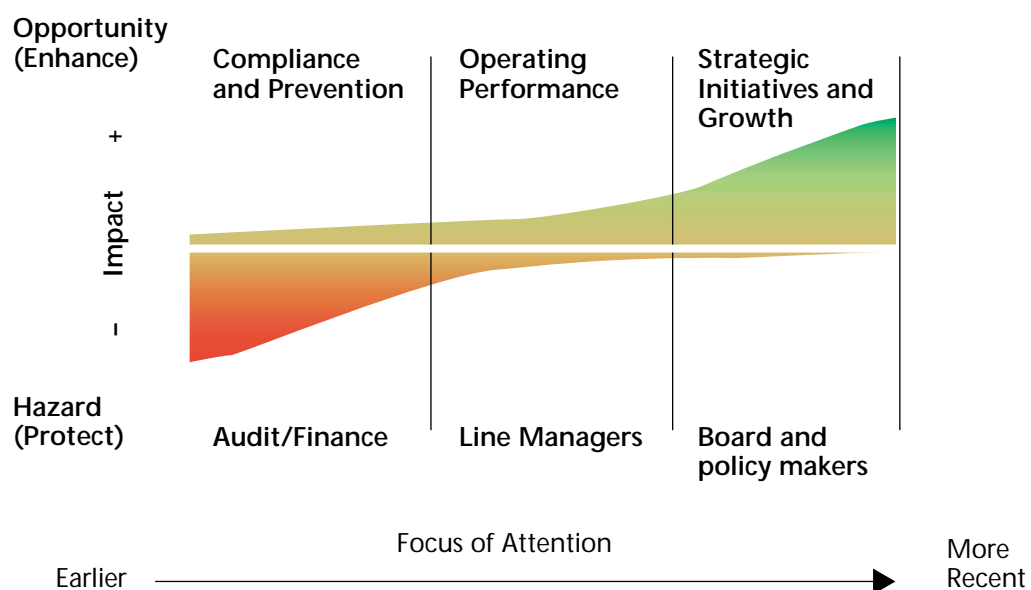 Opportunity
(Enhance)
Compliance
and Prevention
Operating
Performance
Strategic
Initiatives and
Growth
+
Impact
–
Hazard
(Protect)
Audit/Finance
Line Managers
Board and
policy makers
Focus of Attention
Earlier
More
Recent